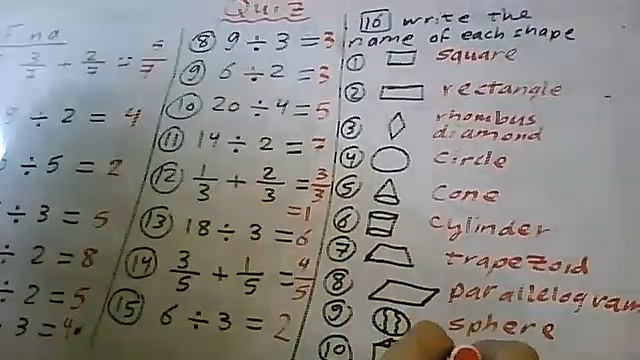 Quiz
Find
3/7 + 2/7 = 5/7
÷ 2 = 4
÷ 5 = 2
÷ 3 = 5
÷ 2 = 8
÷ 2 = 5
÷ 3 = 4
⑧ 9 ÷ 3 = 3
⑨ 6 ÷ 2 = 3
⑩ 20 ÷ 4 = 5
⑪ 14 ÷ 2 = 7
⑫ 1/3 + 2/3 = 3/3
= 1
⑬ 18 ÷ 3 = 6
⑭ 3/5 + 1/5 = 4/5
⑮ 6 ÷ 3 = 2
16 write the
name of each shape
① square
② rectangle
③ rhombus
diamond
④ circle
⑤ cone
⑥ cylinder
⑦ trapezoid
⑧ parallelogram
⑨ sphere
⑩